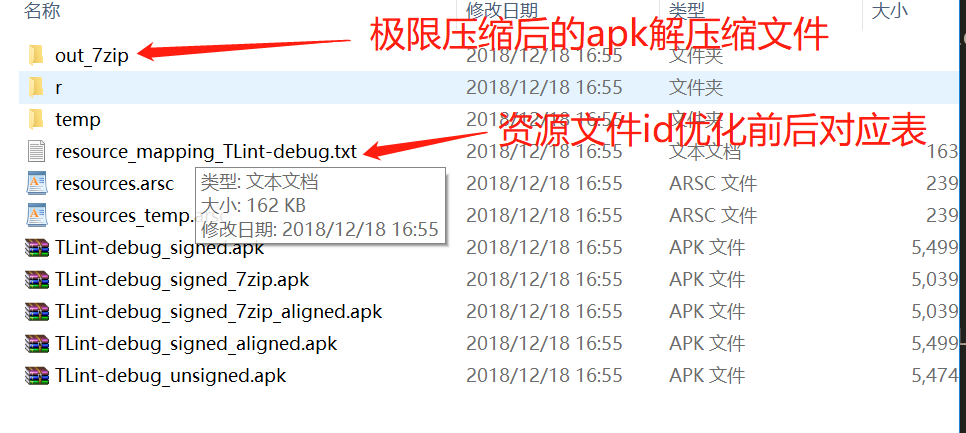 名称 修改日期 类型 大小
极限压缩后的apk解压缩文件
out_7zip 2018/12/18 16:55 文件夹
r 2018/12/18 16:55 文件夹
temp 2018/12/18 16:55 文件夹
资源文件id优化前后对应表
resource_mapping_TLint-debug.txt 2018/12/18 16:55 文本文档 163
resources.arsc 2018/12/18 16:55 ARSC 文件 239
类型: 文本文档
大小: 162 KB
修改日期: 2018/12/18 16:55
resources_temp.arsc 2018/12/18 16:55 ARSC 文件 239
TLint-debug_signed.apk 2018/12/18 16:55 APK 文件 5,499
TLint-debug_signed_7zip.apk 2018/12/18 16:55 APK 文件 5,039
TLint-debug_signed_7zip_aligned.apk 2018/12/18 16:55 APK 文件 5,039
TLint-debug_signed_aligned.apk 2018/12/18 16:55 APK 文件 5,499
TLint-debug_unsigned.apk 2018/12/18 16:55 APK 文件 5,474